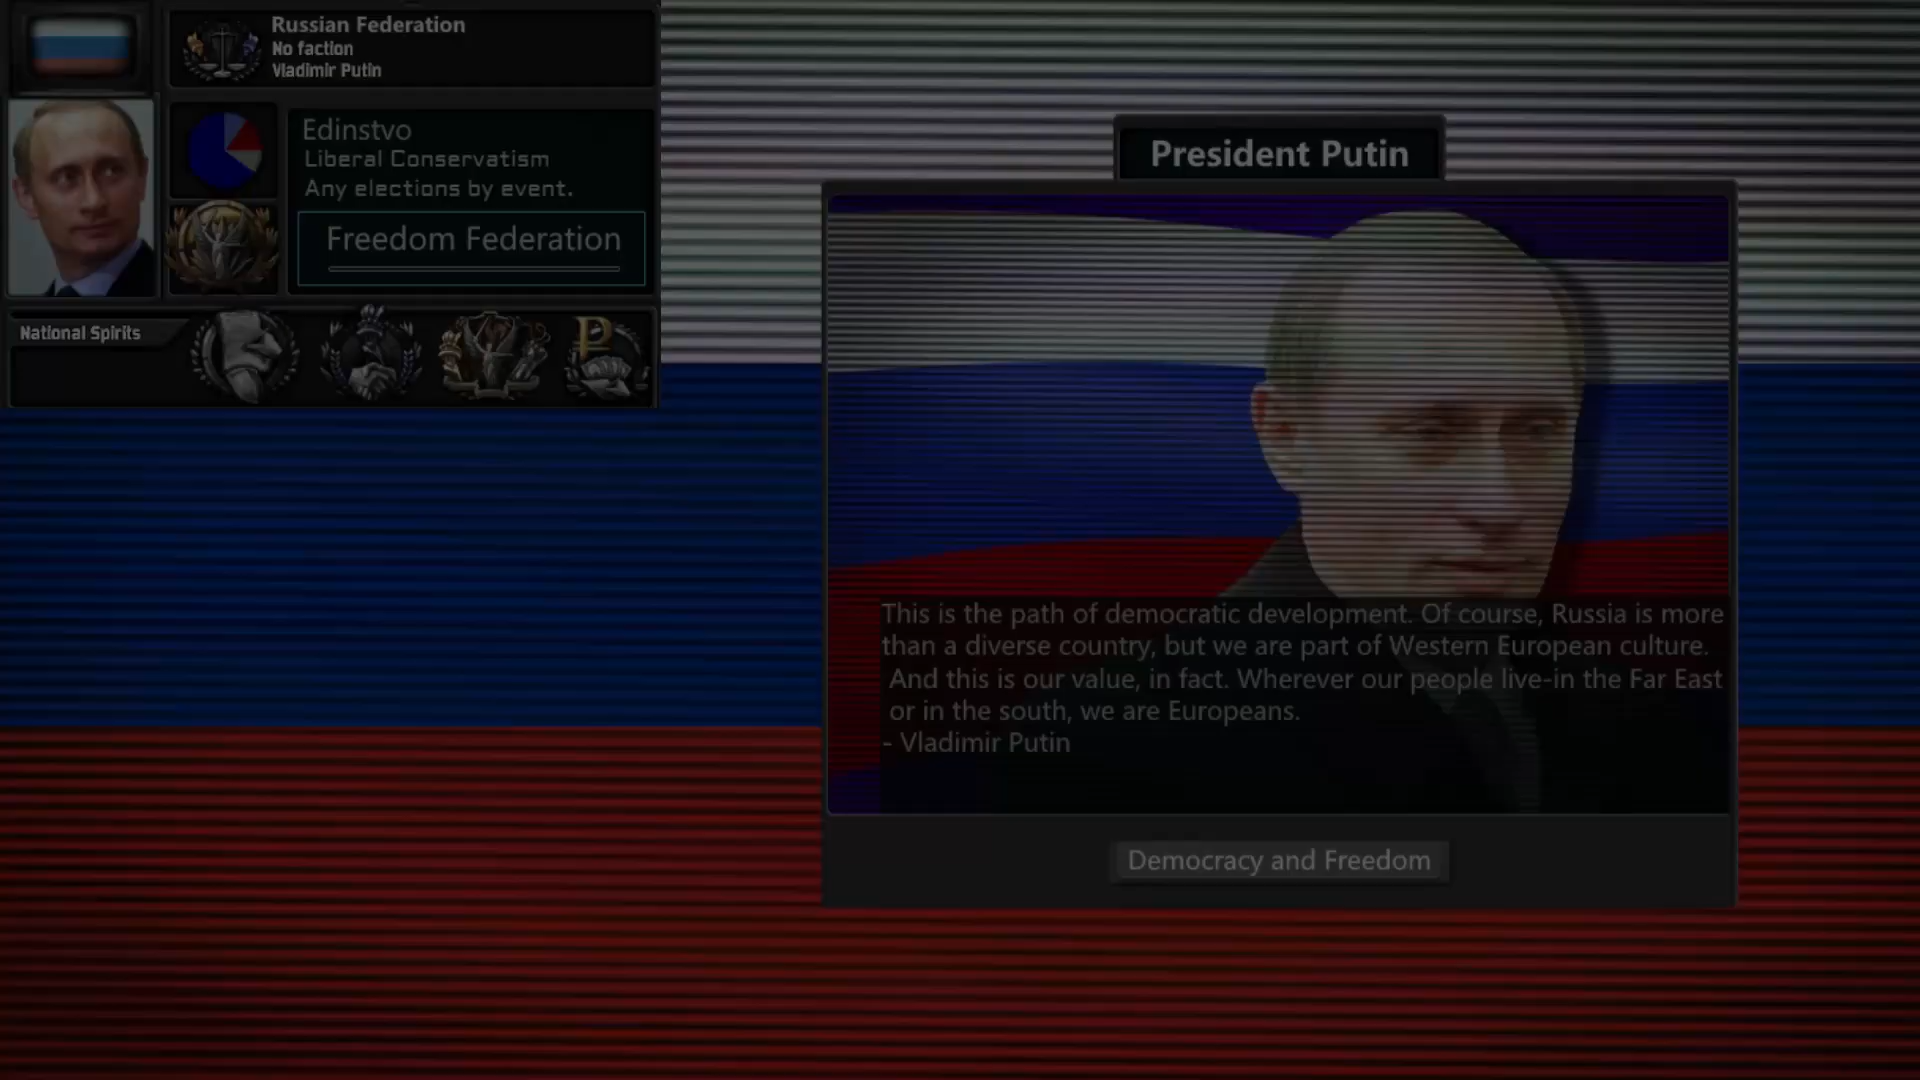 Russian Federation
No faction
Vladimir Putin
Edinstvo
Liberal Conservatism
Any elections by event.
Freedom Federation
National Spirits
President Putin
This is the path of democratic development. Of course, Russia is more
than a diverse country, but we are part of Western European culture.
And this is our value, in fact. Wherever our people live-in the Far East
or in the south, we are Europeans.
- Vladimir Putin
Democracy and Freedom